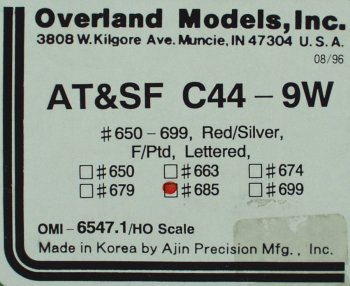 Overland Models, Inc.
3808 W. Kilgore Ave. Muncie, IN 47304 U.S.A.
08/96
AT&SF C44-9W
#650-699, Red/Silver,
F/Ptd, Lettered,
□#650 □#663 □#674
□#679 □#685 □#699
OMI-6547.1/HO Scale
Made in Korea by Ajin Precision Mfg., Inc.